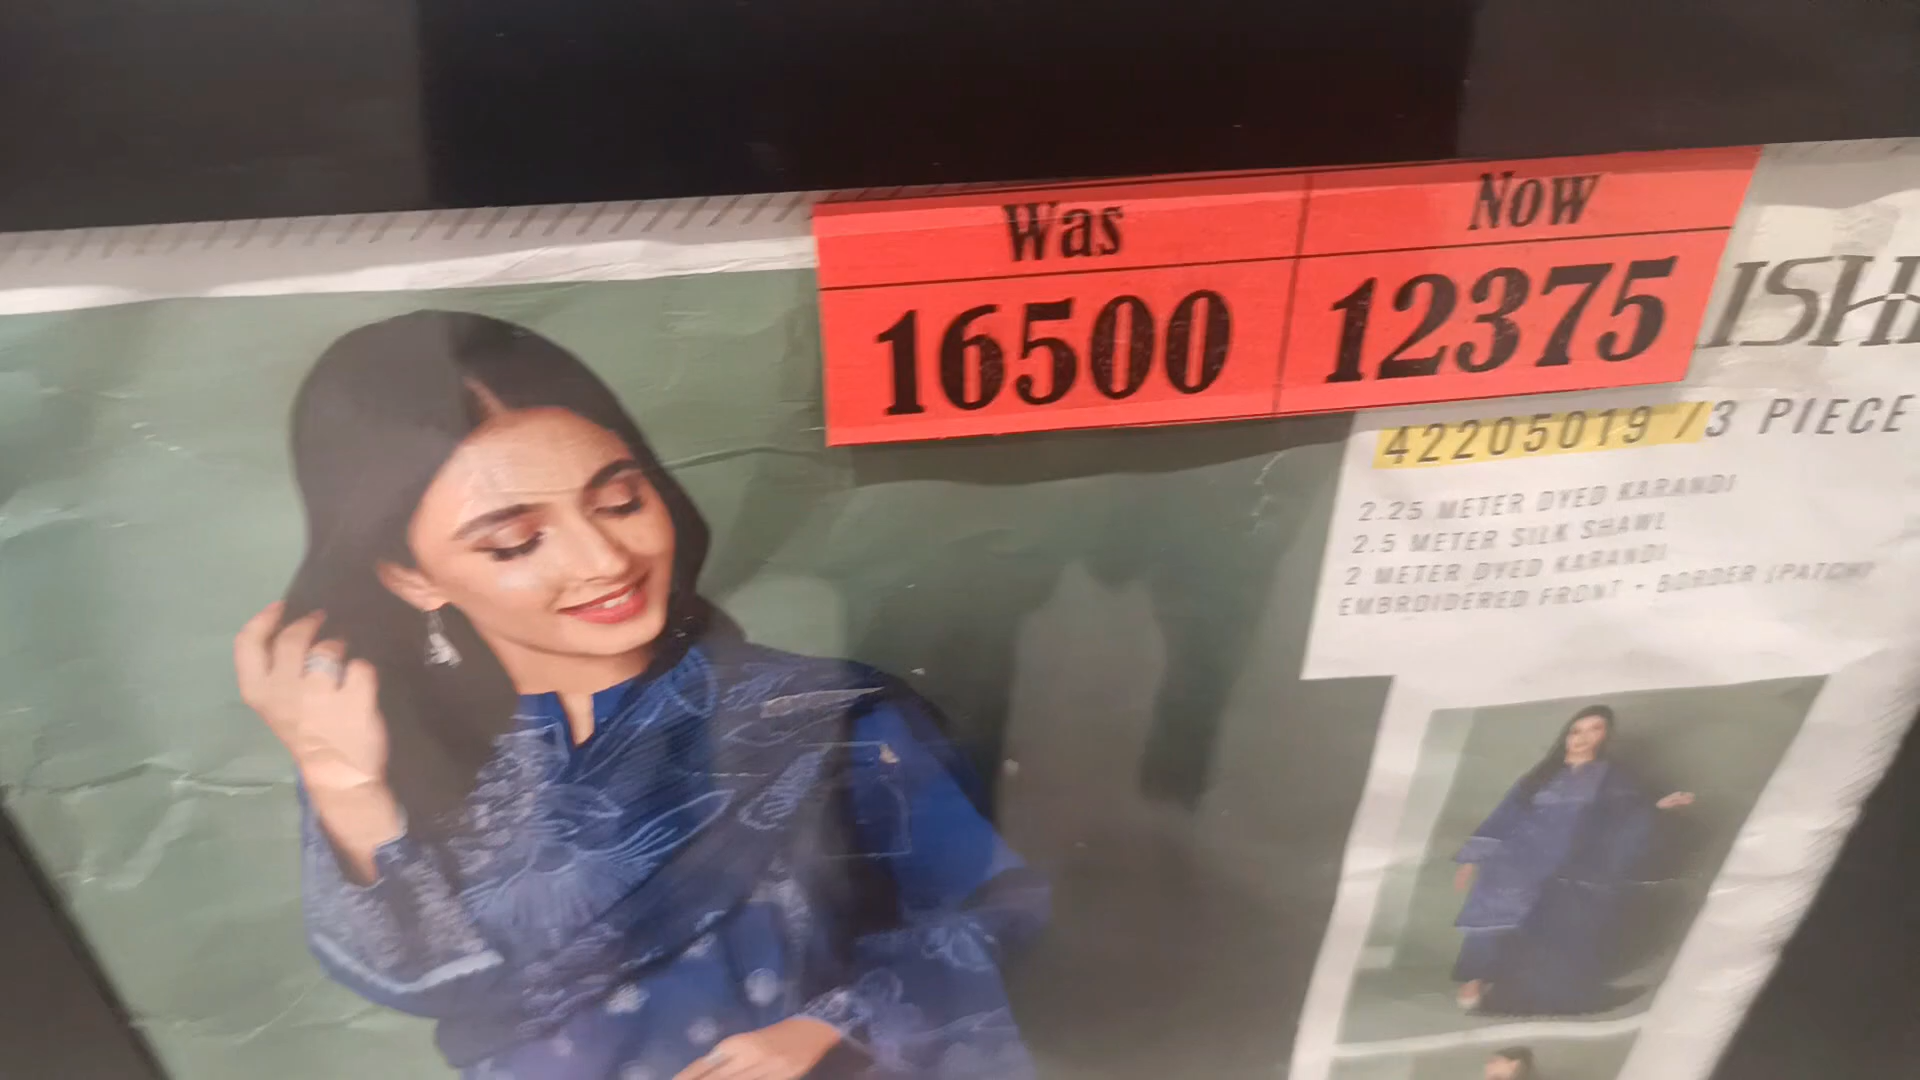 Was Now
16500 12375
ISH
42205019 /3 PIECE
2.25 METER DYED KARANDI
2.5 METER SILK SHAWL
2 METER DYED KARANDI
EMBROIDERED FRONT + BORDER (PATCH)